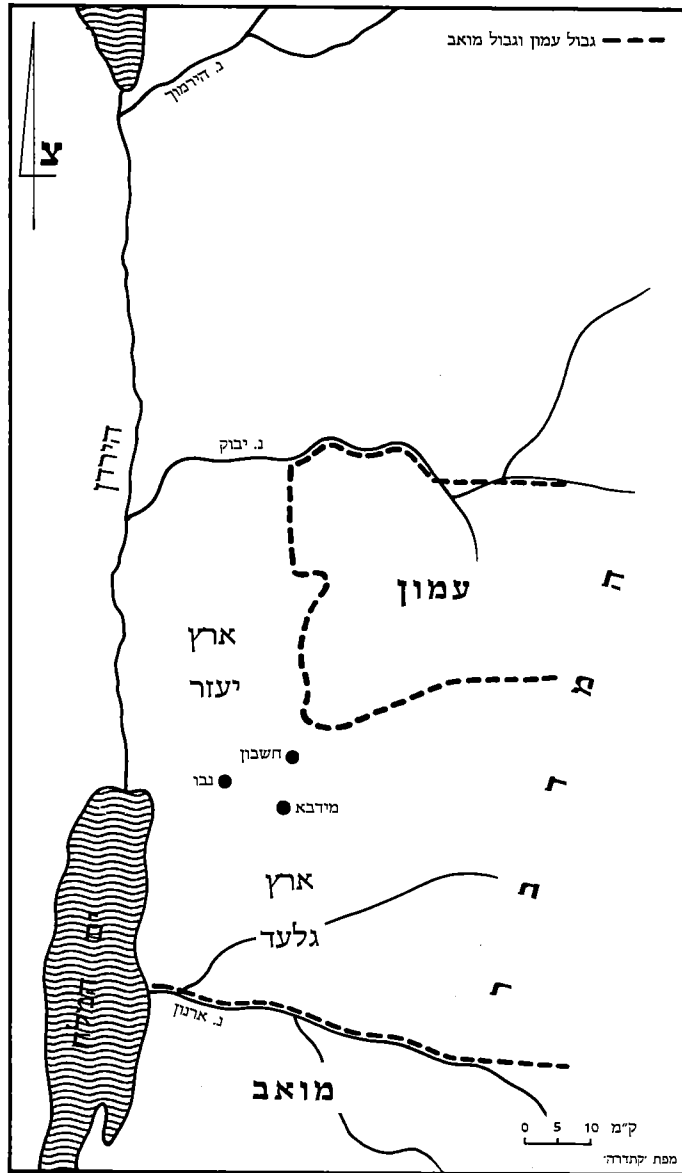 גבול עמון וגבול מואב
נ. הירמוך
צ
הירדן
נ. יבוק
עמון
ארץ
יעזר
חשבון
נבו
מידבא
ארץ
גלעד
המדבר
ים המלח
נ. ארנון
מואב
0 5 10 ק״מ
מפת ׳קתדרה׳